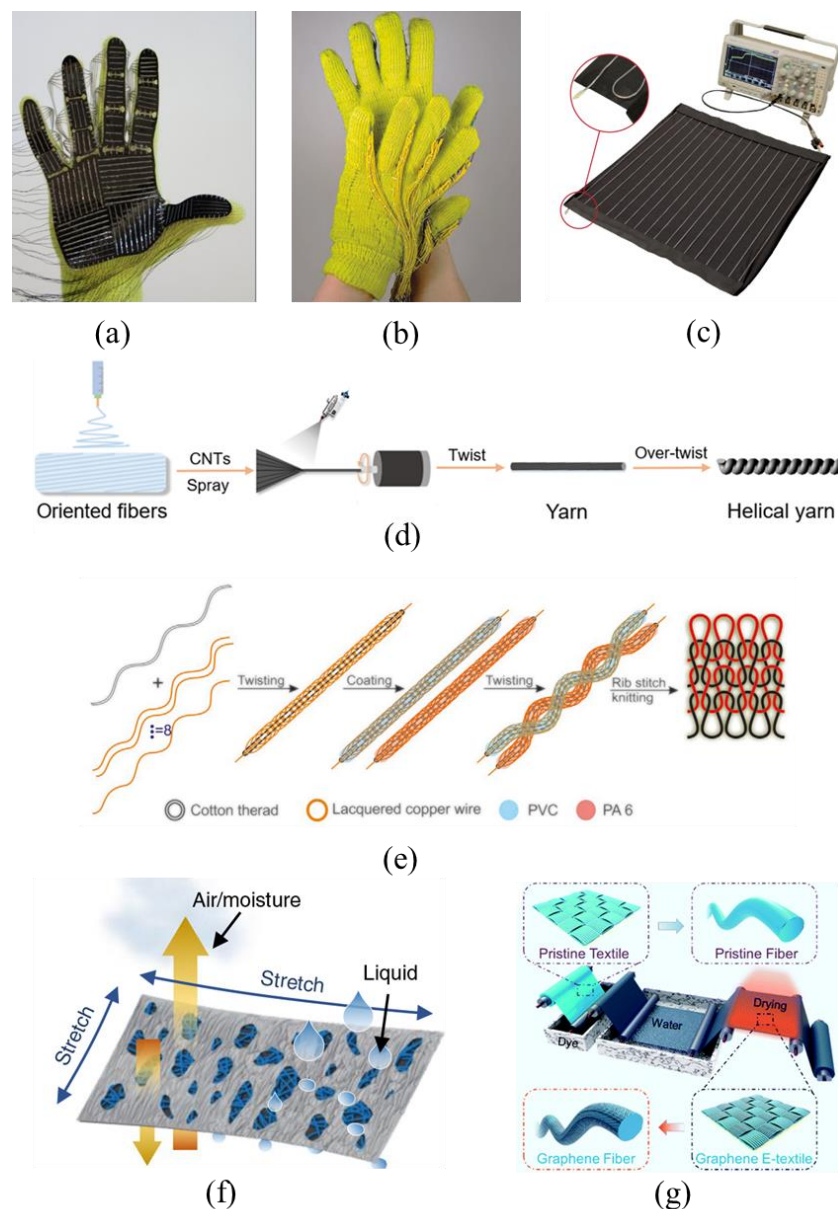 (a)
(b)
(c)
CNTs
Spray
Twist
Over-twist
Oriented fibers
Yarn
Helical yarn
(d)
+
⋮=8
Twisting
Coating
Twisting
Rib stitch
knitting
Cotton therad
Lacquered copper wire
PVC
PA 6
(e)
Air/moisture
Stretch
Liquid
Stretch
(f)
Pristine Textile
Pristine Fiber
Drying
Water
Dye
Graphene Fiber
Graphene E-textile
(g)